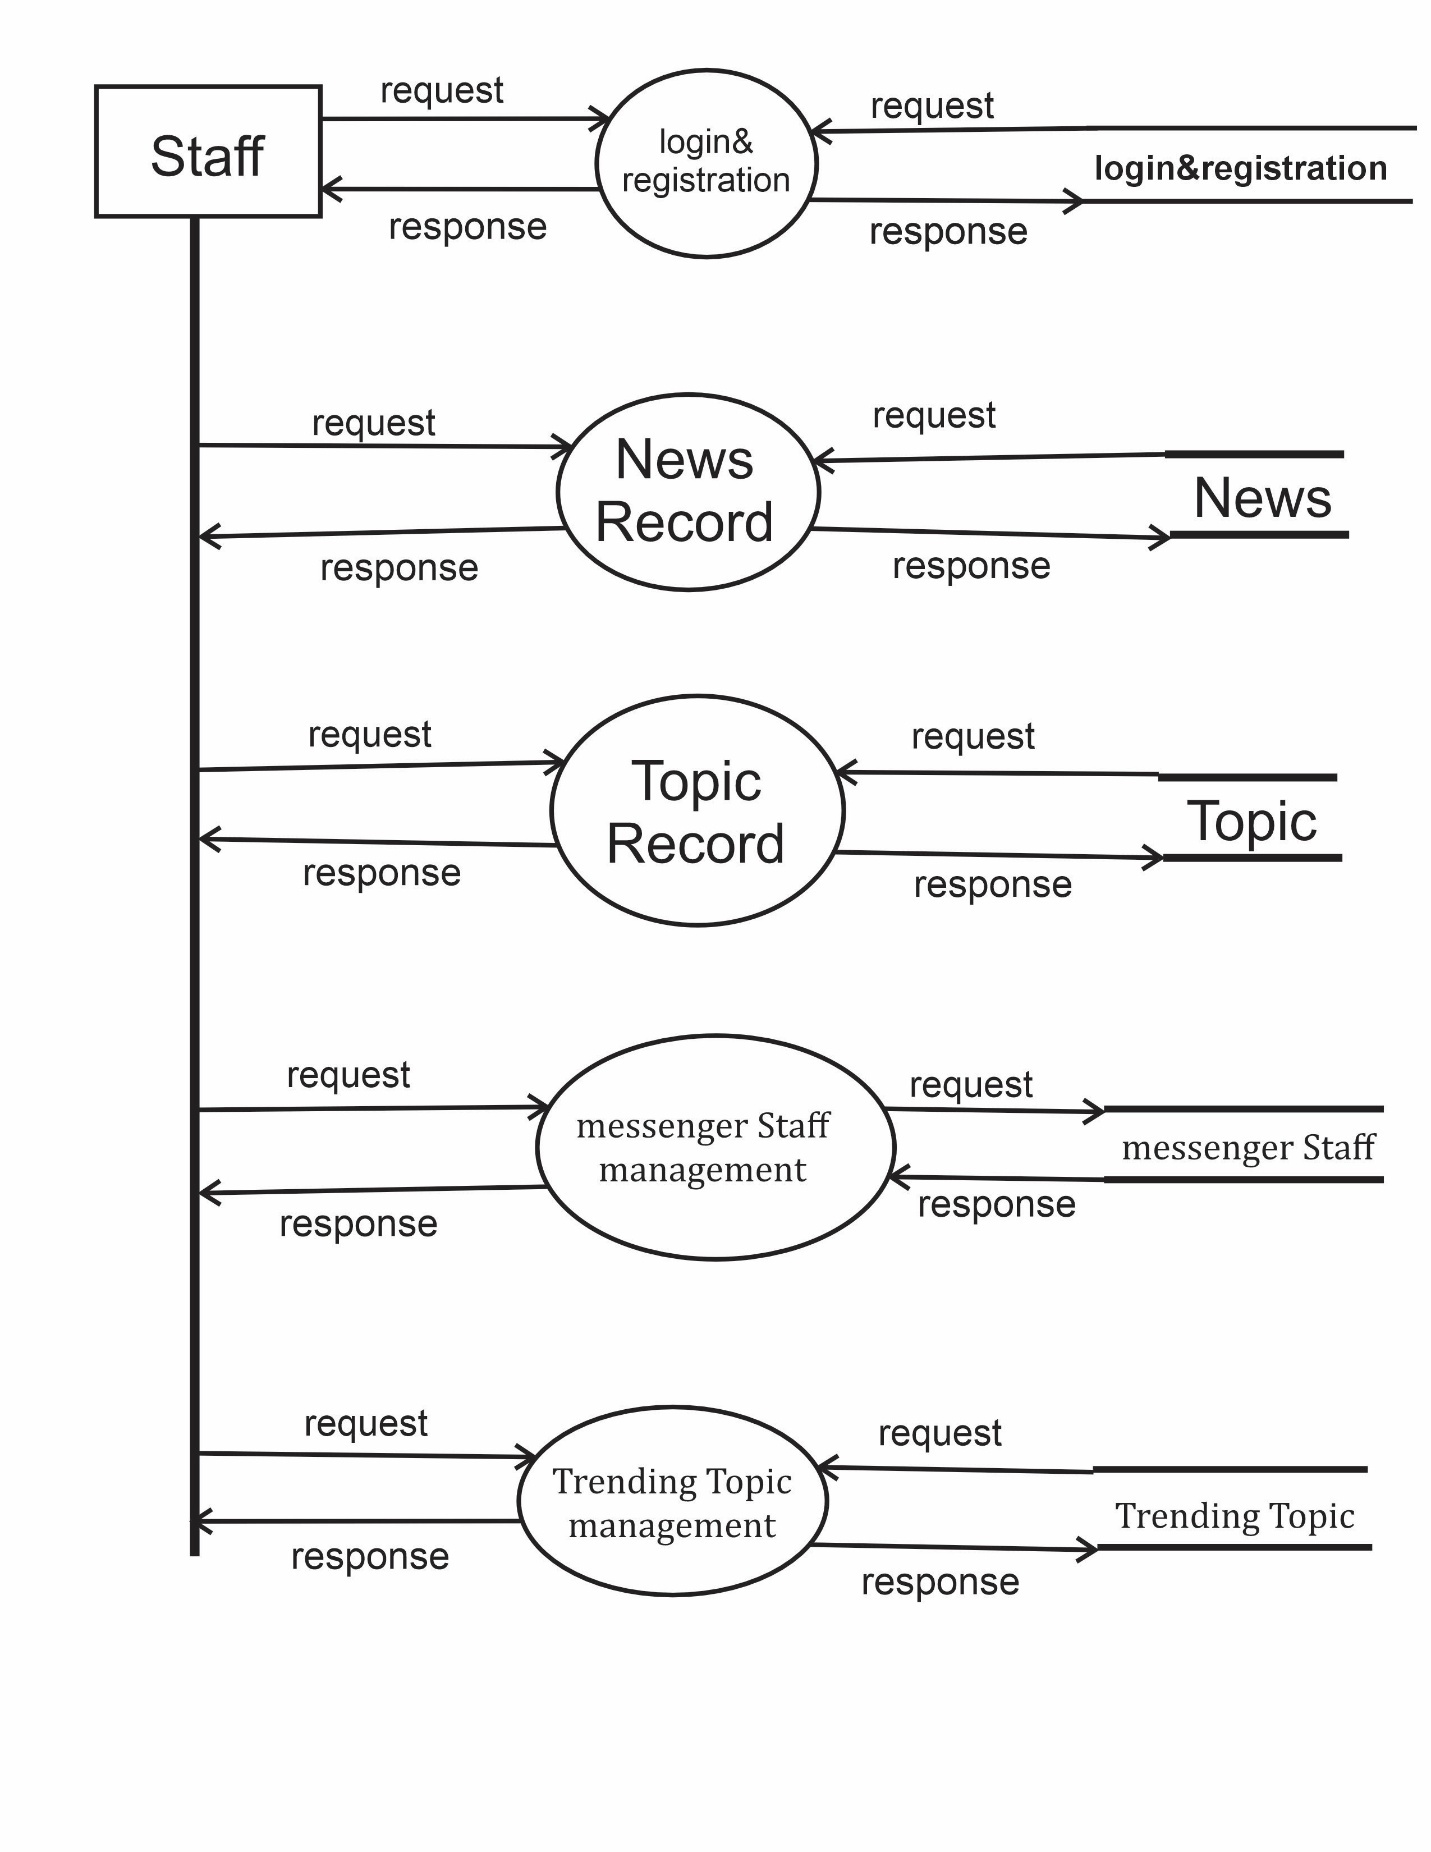 request
request
Staff
login&
registration
login&registration
response
response
request
request
News
Record
News
response
response
request
request
Topic
Record
Topic
response
response
request
request
messenger Staff
management
messenger Staff
response
response
request
request
Trending Topic
management
Trending Topic
response
response